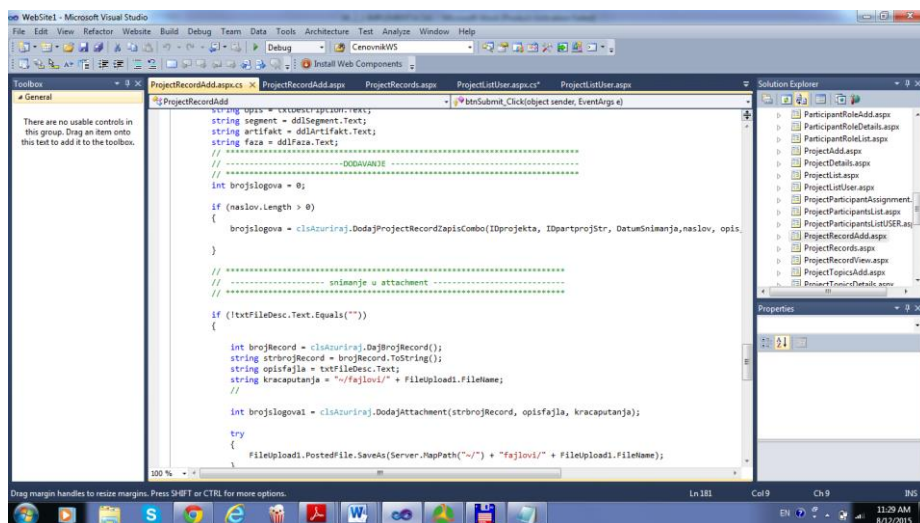 WebSite1 - Microsoft Visual Studio
File Edit View Refactor Website Build Debug Team Data Tools Architecture Test Analyze Window Help
Debug CenovnikWS
Install Web Components
Toolbox
General
There are no usable controls in
this group. Drag an item onto
this text to add it to the toolbox.
ProjectRecordAdd.aspx.cs ProjectRecordAdd.aspx ProjectRecords.aspx ProjectListUser.aspx.cs* ProjectListUser.aspx
ProjectRecordAdd btnSubmit_Click(object sender, EventArgs e)
string opis = txtDescription.Text;
string segment = ddlSegment.Text;
string artifakt = ddlArtifakt.Text;
string faza = ddlFaza.Text;
DODAVANJE
int brojslogova = 0;
if (naslov.Length > 0)
{
brojslogova = clsAzuriraj.DodajProjectRecordZapisCombo(IDprojekta, IDpartprojStr, DatumSnimanja,naslov, opis,
}
snimanje u attachment
if (!txtFileDesc.Text.Equals(""))
{
int brojRecord = clsAzuriraj.DajBrojRecord();
string strbrojRecord = brojRecord.ToString();
string opisfajla = txtFileDesc.Text;
string kracaputanja = "~/fajlovi/" + FileUpload1.FileName;
//
int brojslogova1 = clsAzuriraj.DodajAttachment(strbrojRecord, opisfajla, kracaputanja);
try
{
FileUpload1.PostedFile.SaveAs(Server.MapPath("~/") + "fajlovi/" + FileUpload1.FileName);
}
100 %
Solution Explorer
ParticipantRoleAdd.aspx
ParticipantRoleDetails.aspx
ParticipantRoleList.aspx
ProjectAdd.aspx
ProjectDetails.aspx
ProjectList.aspx
ProjectListUser.aspx
ProjectParticipantAssignment.
ProjectParticipantsList.aspx
ProjectParticipantsListUSER.as
ProjectRecordAdd.aspx
ProjectRecords.aspx
ProjectRecordView.aspx
ProjectTopicsAdd.aspx
ProjectTopicsDetails.aspx
Properties
Drag margin handles to resize margins. Press SHIFT or CTRL for more options. Ln 181 Col 9 Ch 9 INS
EN 11:29 AM
8/12/2015